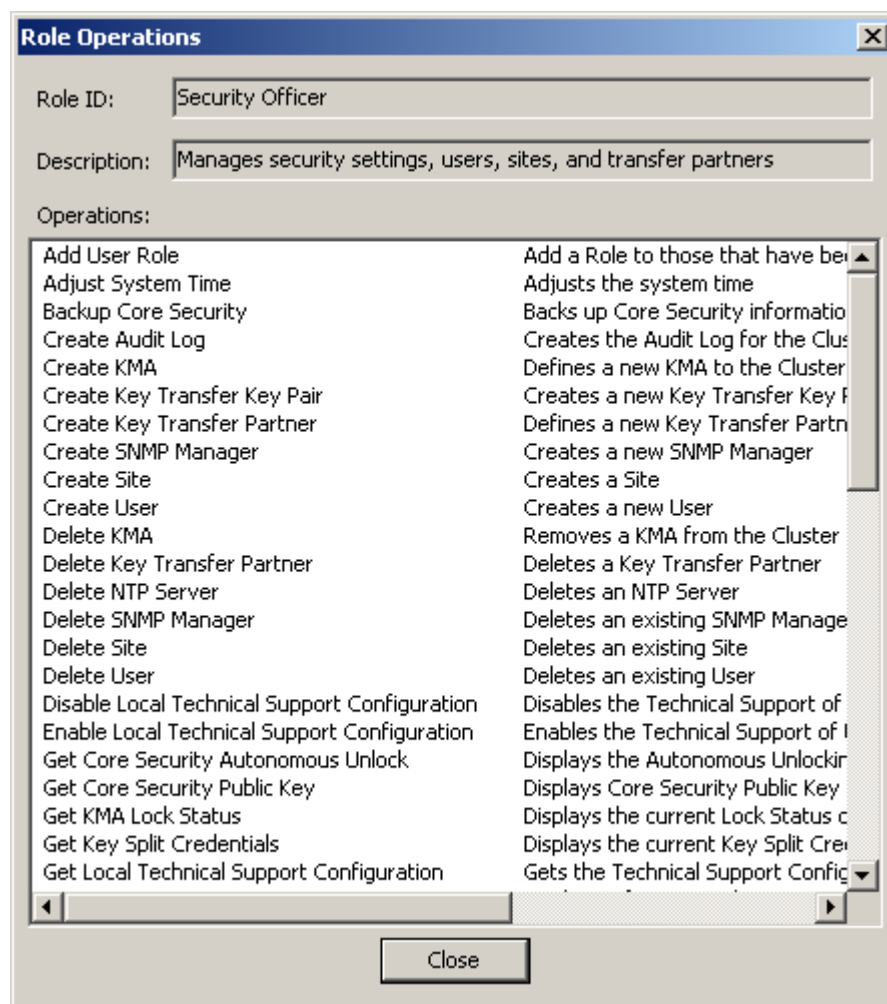 Role Operations
Role ID: Security Officer
Description: Manages security settings, users, sites, and transfer partners
Operations:
Add User Role Add a Role to those that have
Adjust System Time Adjusts the system time
Backup Core Security Backs up Core Security
Create Audit Log Creates the Audit Log for the
Create KMA Defines a new KMA to the Cluster
Create Key Transfer Key Pair Creates a new Key Transfer Key
Create Key Transfer Partner Defines a new Key Transfer
Create SNMP Manager Creates a new SNMP Manager
Create Site Creates a Site
Create User Creates a new User
Delete KMA Removes a KMA from the Cluster
Delete Key Transfer Partner Deletes a Key Transfer Partner
Delete NTP Server Deletes an NTP Server
Delete SNMP Manager Deletes an existing SNMP
Delete Site Deletes an existing Site
Delete User Deletes an existing User
Disable Local Technical Support Configuration Disables the Technical Support of
Enable Local Technical Support Configuration Enables the Technical Support of
Get Core Security Autonomous Unlock Displays the Autonomous
Get Core Security Public Key Displays Core Security Public Key
Get KMA Lock Status Displays the current Lock Status
Get Key Split Credentials Displays the current Key Split
Get Local Technical Support Configuration Gets the Technical Support
Close